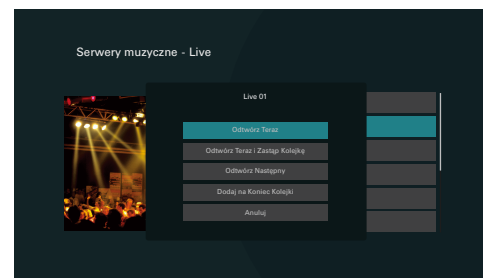 Serwery muzyczne - Live
Live 01
Odtwórz Teraz
Odtwórz Teraz i Zastąp Kolejkę
Odtwórz Następny
Dodaj na Koniec Kolejki
Anuluj